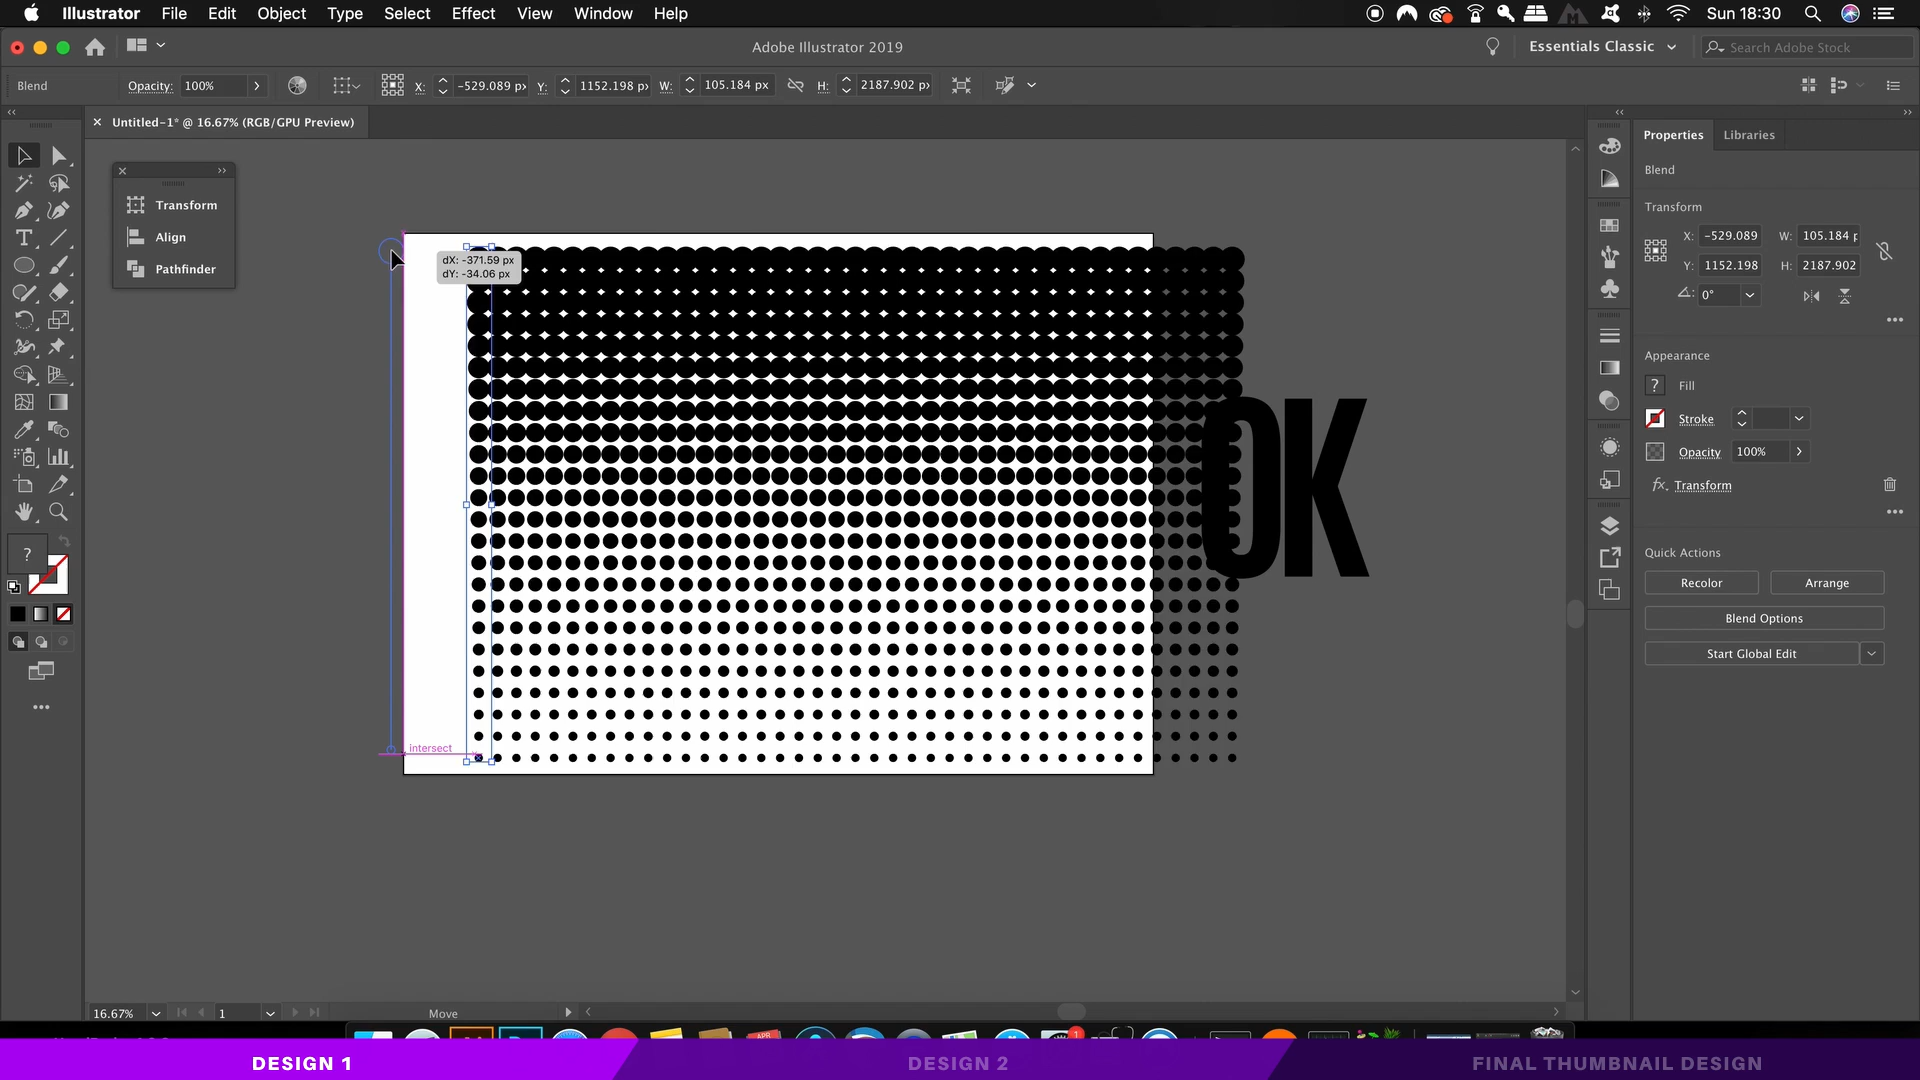 Illustrator File Edit Object Type Select Effect View Window Help Sun 18:30
Adobe Illustrator 2019 Essentials Classic Search Adobe Stock
Blend Opacity: 100% X: -529.089 px Y: 1152.198 px W: 105.184 px H: 2187.902 px
Untitled-1* @ 16.67% (RGB/GPU Preview)
Transform
Align
Pathfinder
dX: -371.59 px
dY: -34.06 px
OK
intersect
?
Properties Libraries
Blend
Transform
X: -529.089 W: 105.184 p
Y: 1152.198 H: 2187.902
0°
Appearance
? Fill
Stroke
Opacity 100%
fx. Transform
Quick Actions
Recolor Arrange
Blend Options
Start Global Edit
16.67% 1 Move
DESIGN 1 DESIGN 2 FINAL THUMBNAIL DESIGN